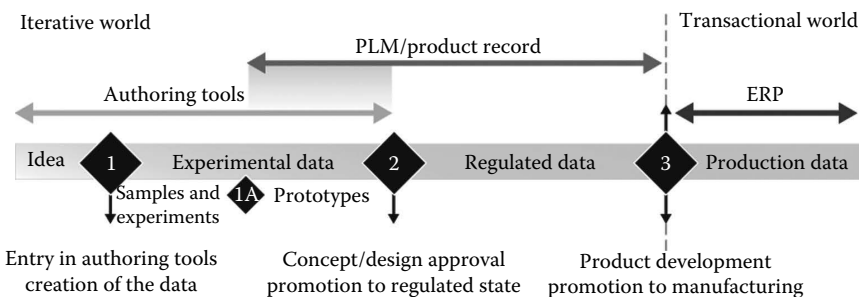 Iterative world
Transactional world
PLM/product record
Authoring tools
ERP
Idea
1
Experimental data
2
Regulated data
3
Production data
Samples and
experiments
1A
Prototypes
Entry in authoring tools
creation of the data
Concept/design approval
promotion to regulated state
Product development
promotion to manufacturing